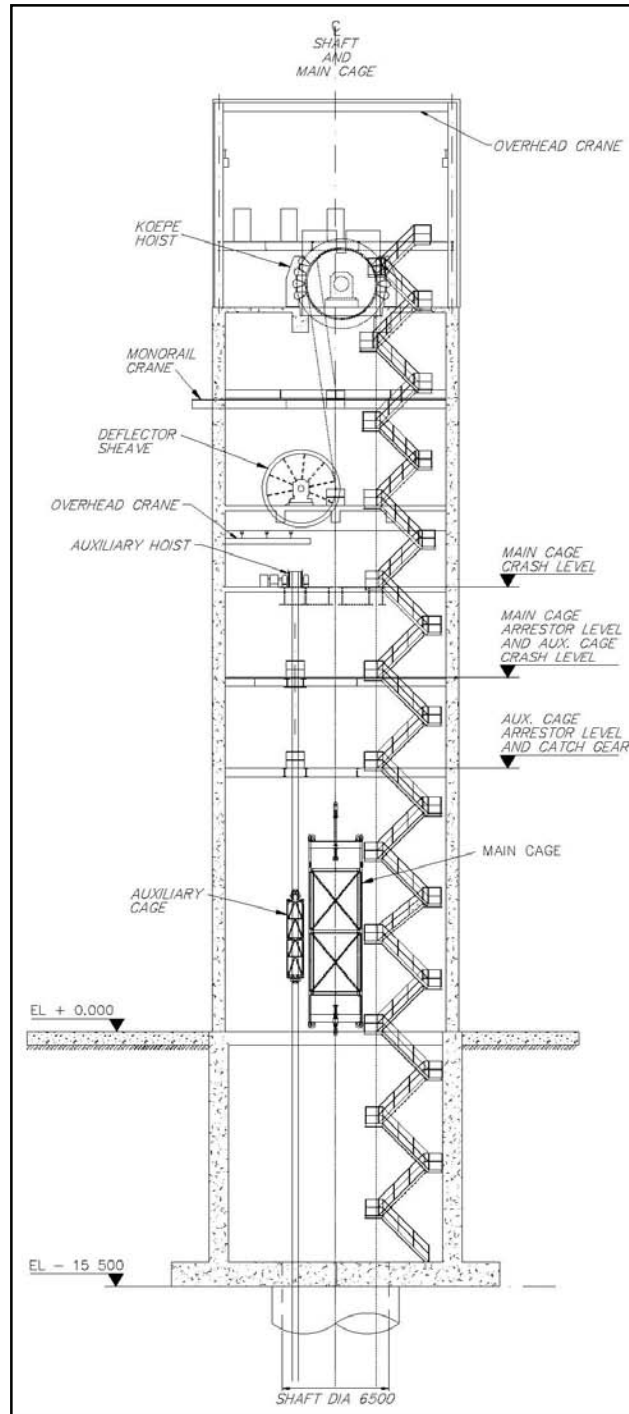 ℄
SHAFT
AND
MAIN CAGE
OVERHEAD CRANE
KOEPE
HOIST
MONORAIL
CRANE
DEFLECTOR
SHEAVE
OVERHEAD CRANE
AUXILIARY HOIST
MAIN CAGE
CRASH LEVEL
MAIN CAGE
ARRESTOR LEVEL
AND AUX. CAGE
CRASH LEVEL
AUX. CAGE
ARRESTOR LEVEL
AND CATCH GEAR
MAIN CAGE
AUXILIARY
CAGE
EL + 0.000
EL - 15 500
SHAFT DIA 6500